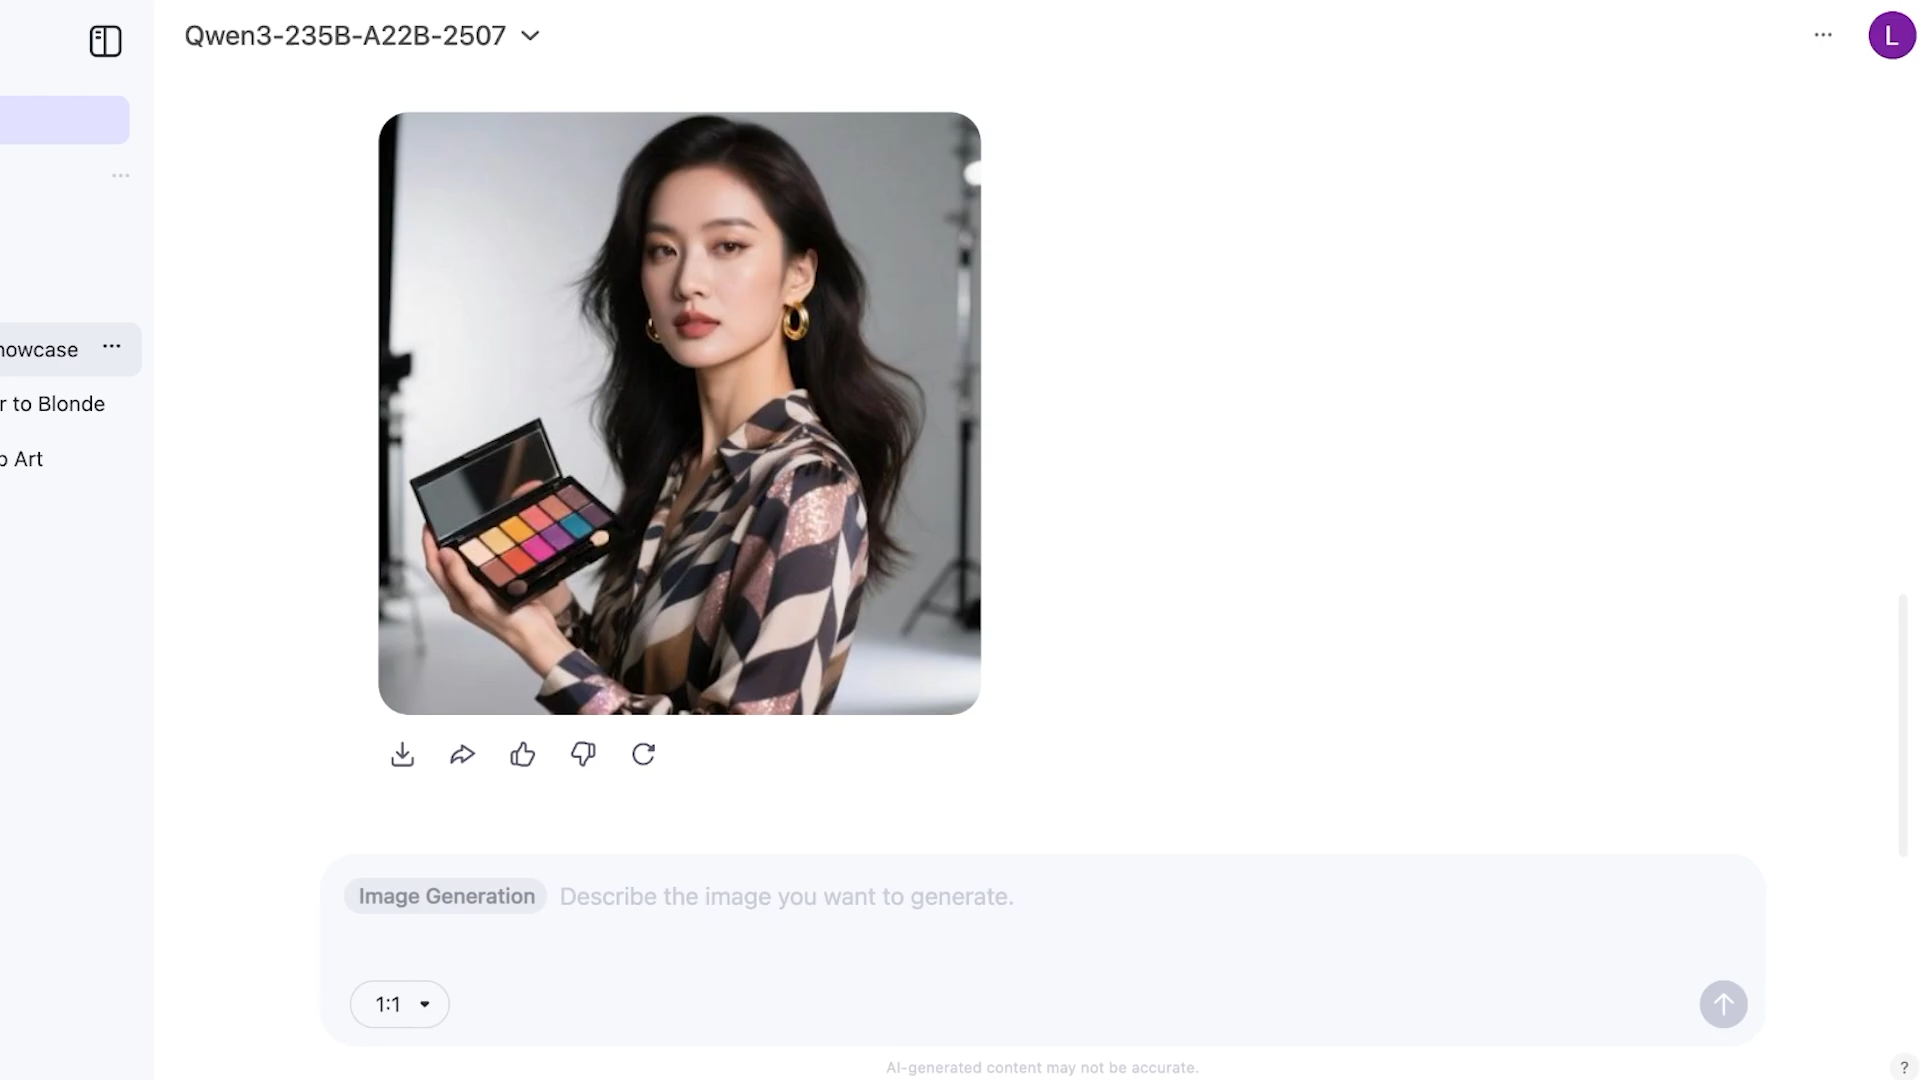 Qwen3-235B-A22B-2507
L
howcase
r to Blonde
Art
Image Generation
Describe the image you want to generate.
1:1
AI-generated content may not be accurate.
?